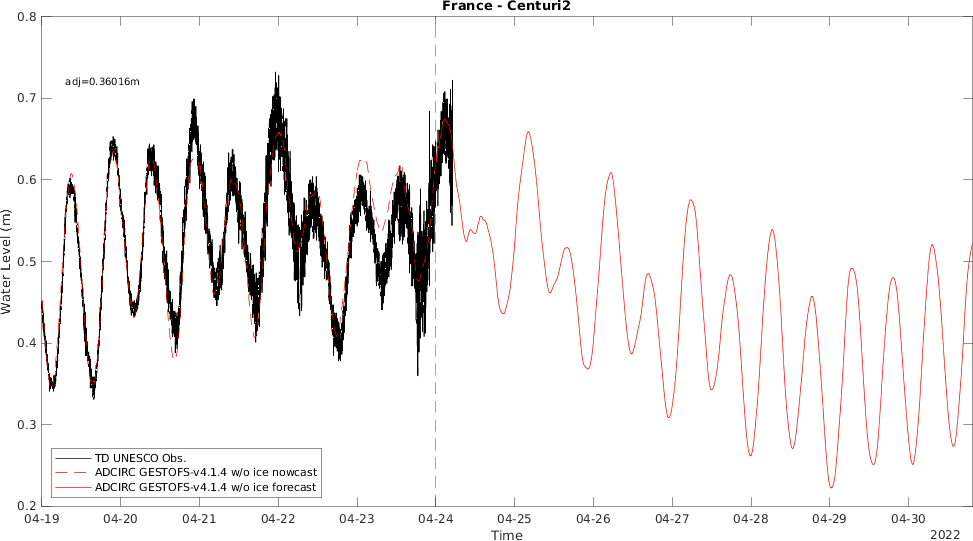 France - Centuri2
0.8
0.7
0.6
0.5
0.4
0.3
0.2
Water Level (m)
adj=0.36016m
TD UNESCO Obs.
ADCIRC GESTOFS-v4.1.4 w/o ice nowcast
ADCIRC GESTOFS-v4.1.4 w/o ice forecast
04-19 04-20 04-21 04-22 04-23 04-24 04-25 04-26 04-27 04-28 04-29 04-30
Time
2022